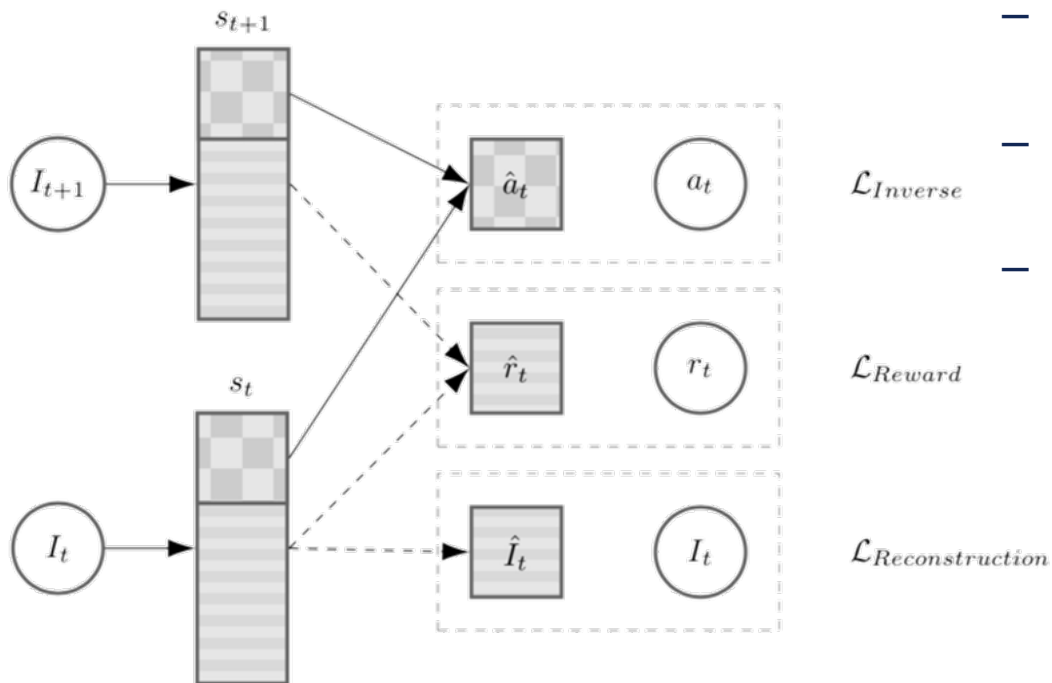 s_{t+1}
I_{t+1}
â_t
a_t
ℒ_{Inverse}
r̂_t
r_t
ℒ_{Reward}
s_t
I_t
Î_t
I_t
ℒ_{Reconstruction}